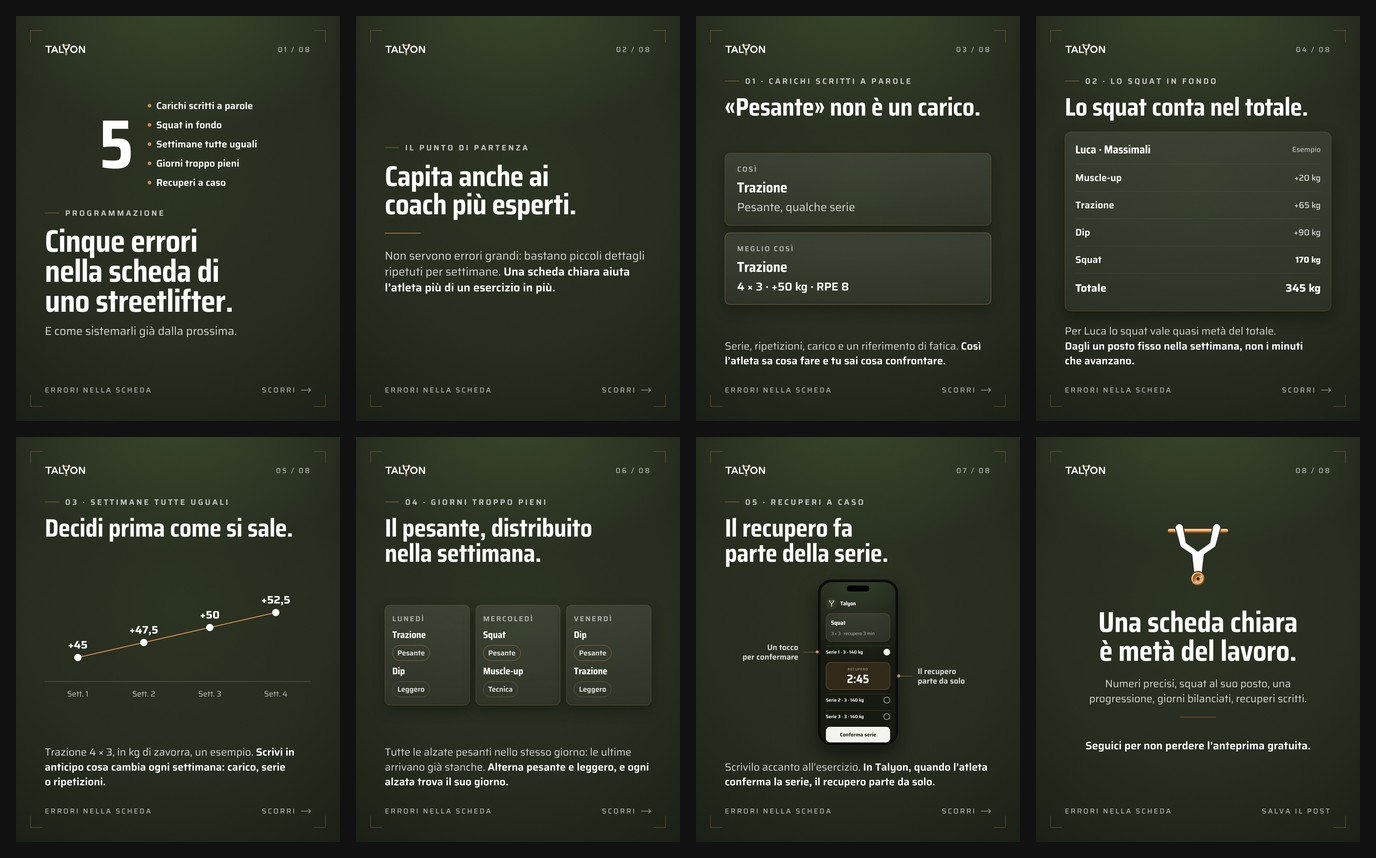 TALYON
01 / 08
5
Carichi scritti a parole
Squat in fondo
Settimane tutte uguali
Giorni troppo pieni
Recuperi a caso
PROGRAMMAZIONE
Cinque errori
nella scheda di
uno streetlifter.
E come sistemarli già dalla prossima.
ERRORI NELLA SCHEDA
SCORRI →
TALYON
02 / 08
IL PUNTO DI PARTENZA
Capita anche ai
coach più esperti.
Non servono errori grandi: bastano piccoli dettagli
ripetuti per settimane. Una scheda chiara aiuta
l'atleta più di un esercizio in più.
ERRORI NELLA SCHEDA
SCORRI →
TALYON
03 / 08
01 · CARICHI SCRITTI A PAROLE
«Pesante» non è un carico.
COSÌ
Trazione
Pesante, qualche serie
MEGLIO COSÌ
Trazione
4 × 3 · +50 kg · RPE 8
Serie, ripetizioni, carico e un riferimento di fatica. Così
l'atleta sa cosa fare e tu sai cosa confrontare.
ERRORI NELLA SCHEDA
SCORRI →
TALYON
04 / 08
02 · LO SQUAT IN FONDO
Lo squat conta nel totale.
Luca · Massimali
Esempio
Muscle-up
+20 kg
Trazione
+65 kg
Dip
+90 kg
Squat
170 kg
Totale
345 kg
Per Luca lo squat vale quasi metà del totale.
Dagli un posto fisso nella settimana, non i minuti
che avanzano.
ERRORI NELLA SCHEDA
SCORRI →
TALYON
05 / 08
03 · SETTIMANE TUTTE UGUALI
Decidi prima come si sale.
+45
+47,5
+50
+52,5
Sett. 1
Sett. 2
Sett. 3
Sett. 4
Trazione 4 × 3, in kg di zavorra, un esempio. Scrivi in
anticipo cosa cambia ogni settimana: carico, serie
o ripetizioni.
ERRORI NELLA SCHEDA
SCORRI →
TALYON
06 / 08
04 · GIORNI TROPPO PIENI
Il pesante, distribuito
nella settimana.
LUNEDÌ
Trazione
Pesante
Dip
Leggero
MERCOLEDÌ
Squat
Pesante
Muscle-up
Tecnica
VENERDÌ
Dip
Pesante
Trazione
Leggero
Tutte le alzate pesanti nello stesso giorno: le ultime
arrivano già stanche. Alterna pesante e leggero, e ogni
alzata trova il suo giorno.
ERRORI NELLA SCHEDA
SCORRI →
TALYON
07 / 08
05 · RECUPERI A CASO
Il recupero fa
parte della serie.
Talyon
Squat
3 × 3 · recupero 3 min
Serie 1 · 3 · 140 kg
RECUPERO
2:45
Serie 2 · 3 · 140 kg
Serie 3 · 3 · 140 kg
Conferma serie
Un tocco
per confermare
Il recupero
parte da solo
Scrivilo accanto all'esercizio. In Talyon, quando l'atleta
conferma la serie, il recupero parte da solo.
ERRORI NELLA SCHEDA
SCORRI →
TALYON
08 / 08
Una scheda chiara
è metà del lavoro.
Numeri precisi, squat al suo posto, una
progressione, giorni bilanciati, recuperi scritti.
Seguici per non perdere l'anteprima gratuita.
ERRORI NELLA SCHEDA
SALVA IL POST